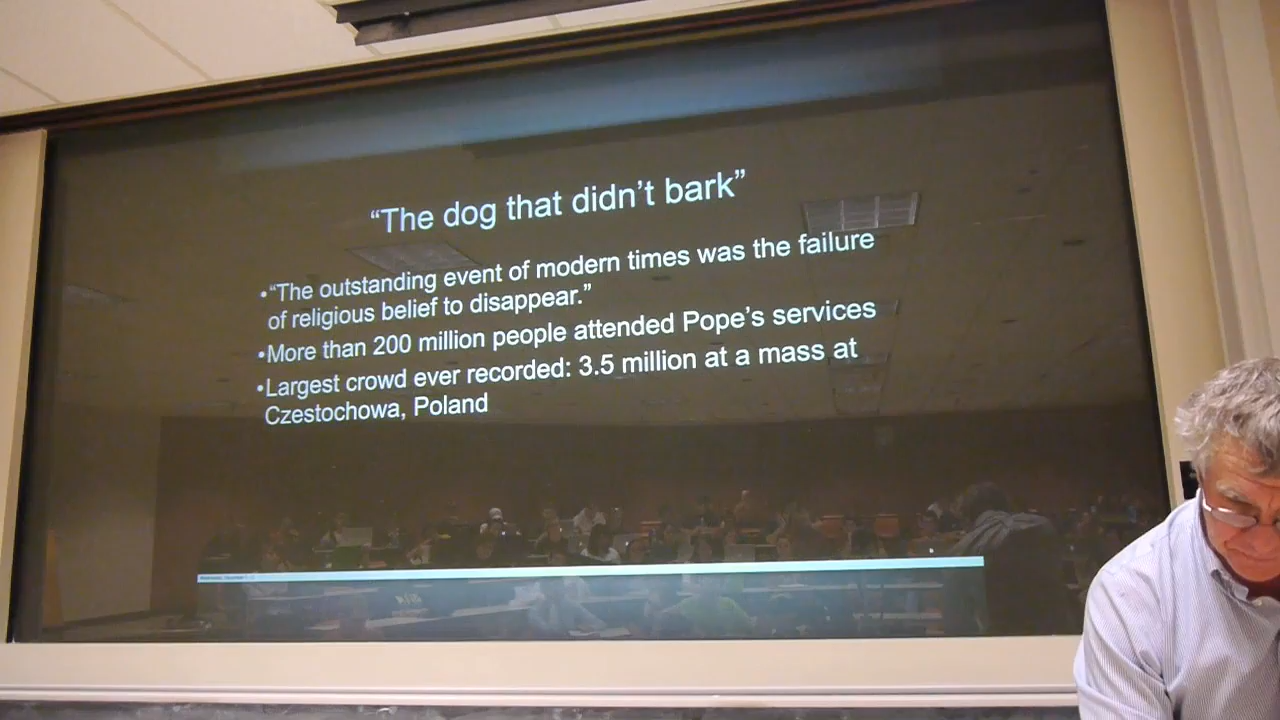 “The dog that didn’t bark”
•“The outstanding event of modern times was the failure
of religious belief to disappear.”
•More than 200 million people attended Pope’s services
•Largest crowd ever recorded: 3.5 million at a mass at
Czestochowa, Poland